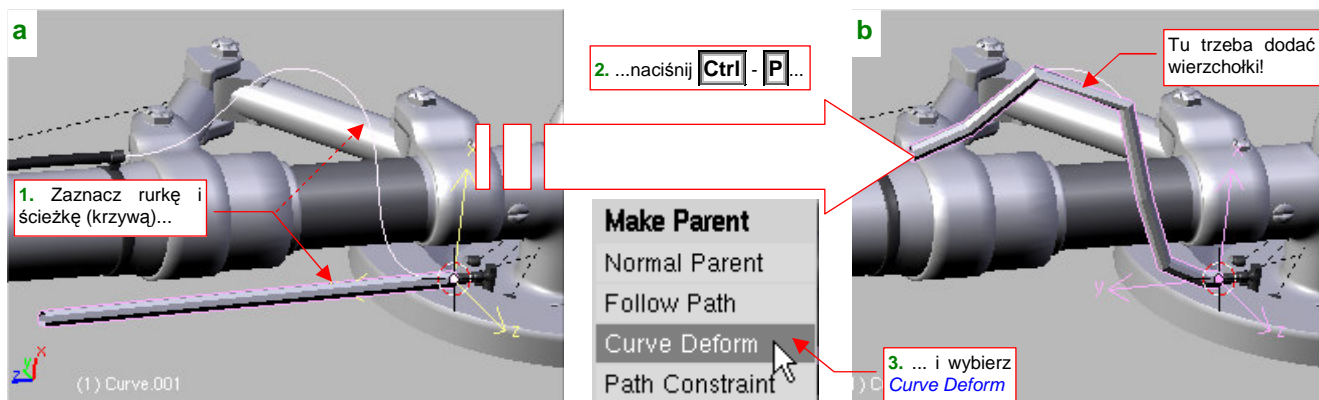 a
1. Zaznacz rurkę i
ścieżkę (krzywą)...
x
z
x
y
z
(1) Curve.001
2. ...naciśnij Ctrl - P...
Make Parent
Normal Parent
Follow Path
Curve Deform
Path Constraint
3. ... i wybierz
Curve Deform
b
Tu trzeba dodać
wierzchołki!
y
z